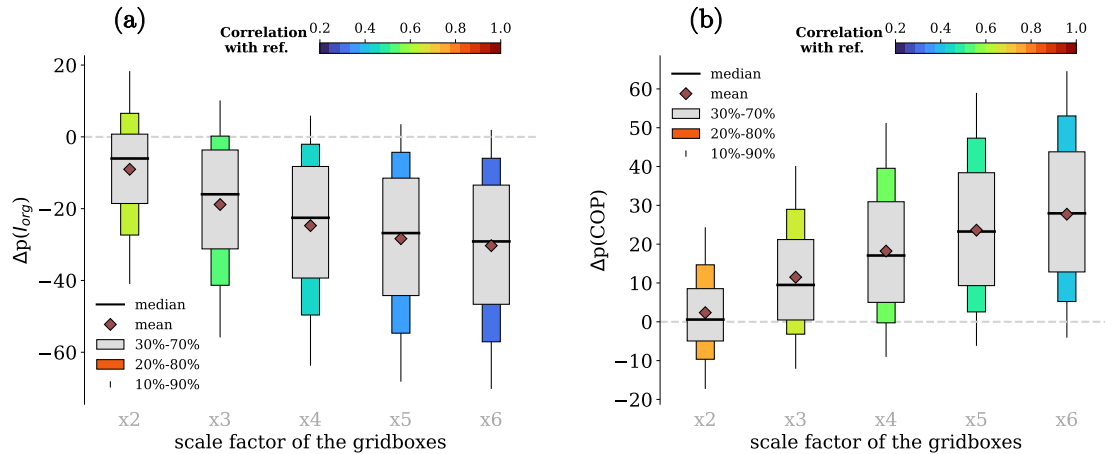 (a)
Correlation
with ref.
0.2 0.4 0.6 0.8 1.0
20
0
−20
−40
−60
Δp(I_org)
median
mean
30%-70%
20%-80%
10%-90%
x2 x3 x4 x5 x6
scale factor of the gridboxes
(b)
Correlation
with ref.
0.2 0.4 0.6 0.8 1.0
median
mean
30%-70%
20%-80%
10%-90%
60
50
40
30
20
10
0
−10
−20
Δp(COP)
x2 x3 x4 x5 x6
scale factor of the gridboxes